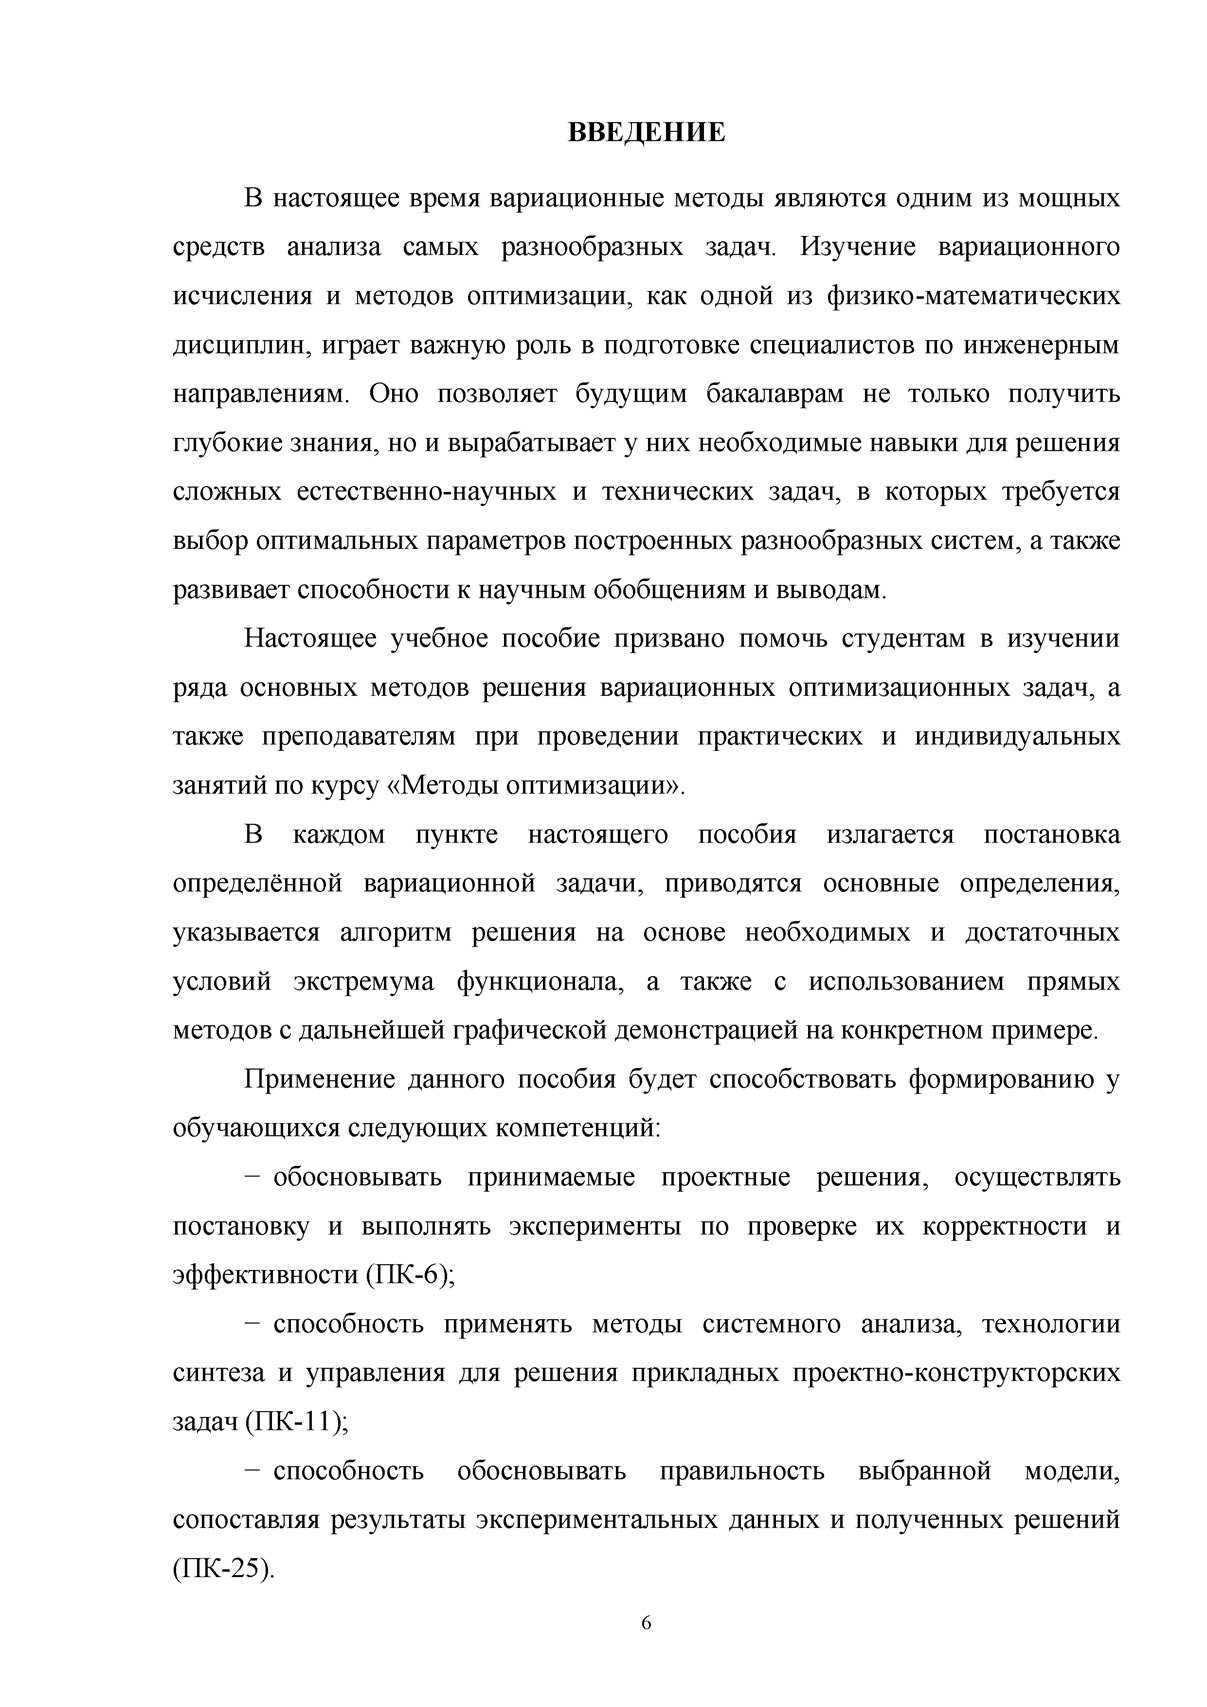 ВВЕДЕНИЕ
В настоящее время вариационные методы являются одним из мощных
средств анализа самых разнообразных задач. Изучение вариационного
исчисления и методов оптимизации, как одной из физико-математических
дисциплин, играет важную роль в подготовке специалистов по инженерным
направлениям. Оно позволяет будущим бакалаврам не только получить
глубокие знания, но и вырабатывает у них необходимые навыки для решения
сложных естественно-научных и технических задач, в которых требуется
выбор оптимальных параметров построенных разнообразных систем, а также
развивает способности к научным обобщениям и выводам.
Настоящее учебное пособие призвано помочь студентам в изучении
ряда основных методов решения вариационных оптимизационных задач, а
также преподавателям при проведении практических и индивидуальных
занятий по курсу «Методы оптимизации».
В каждом пункте настоящего пособия излагается постановка
определённой вариационной задачи, приводятся основные определения,
указывается алгоритм решения на основе необходимых и достаточных
условий экстремума функционала, а также с использованием прямых
методов с дальнейшей графической демонстрацией на конкретном примере.
Применение данного пособия будет способствовать формированию у
обучающихся следующих компетенций:
− обосновывать принимаемые проектные решения, осуществлять
постановку и выполнять эксперименты по проверке их корректности и
эффективности (ПК-6);
− способность применять методы системного анализа, технологии
синтеза и управления для решения прикладных проектно-конструкторских
задач (ПК-11);
− способность обосновывать правильность выбранной модели,
сопоставляя результаты экспериментальных данных и полученных решений
(ПК-25).
6